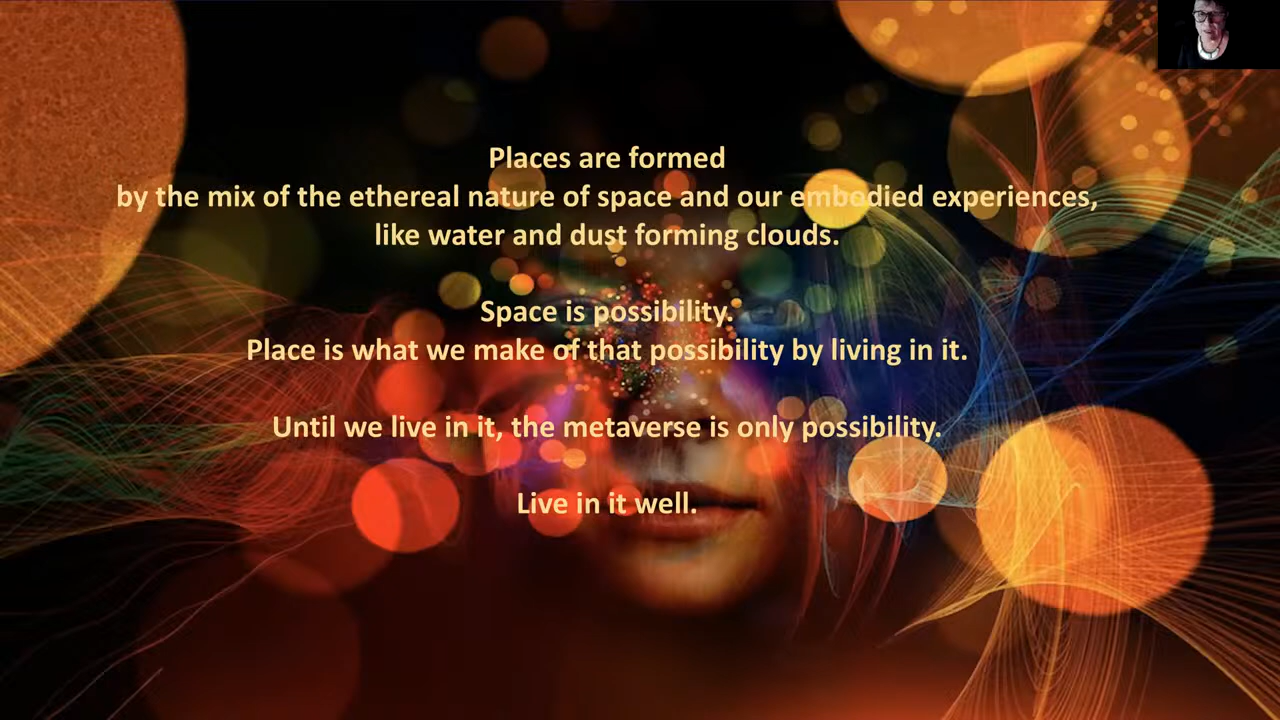 Places are formed
by the mix of the ethereal nature of space and our embodied experiences,
like water and dust forming clouds.
Space is possibility.
Place is what we make of that possibility by living in it.
Until we live in it, the metaverse is only possibility.
Live in it well.